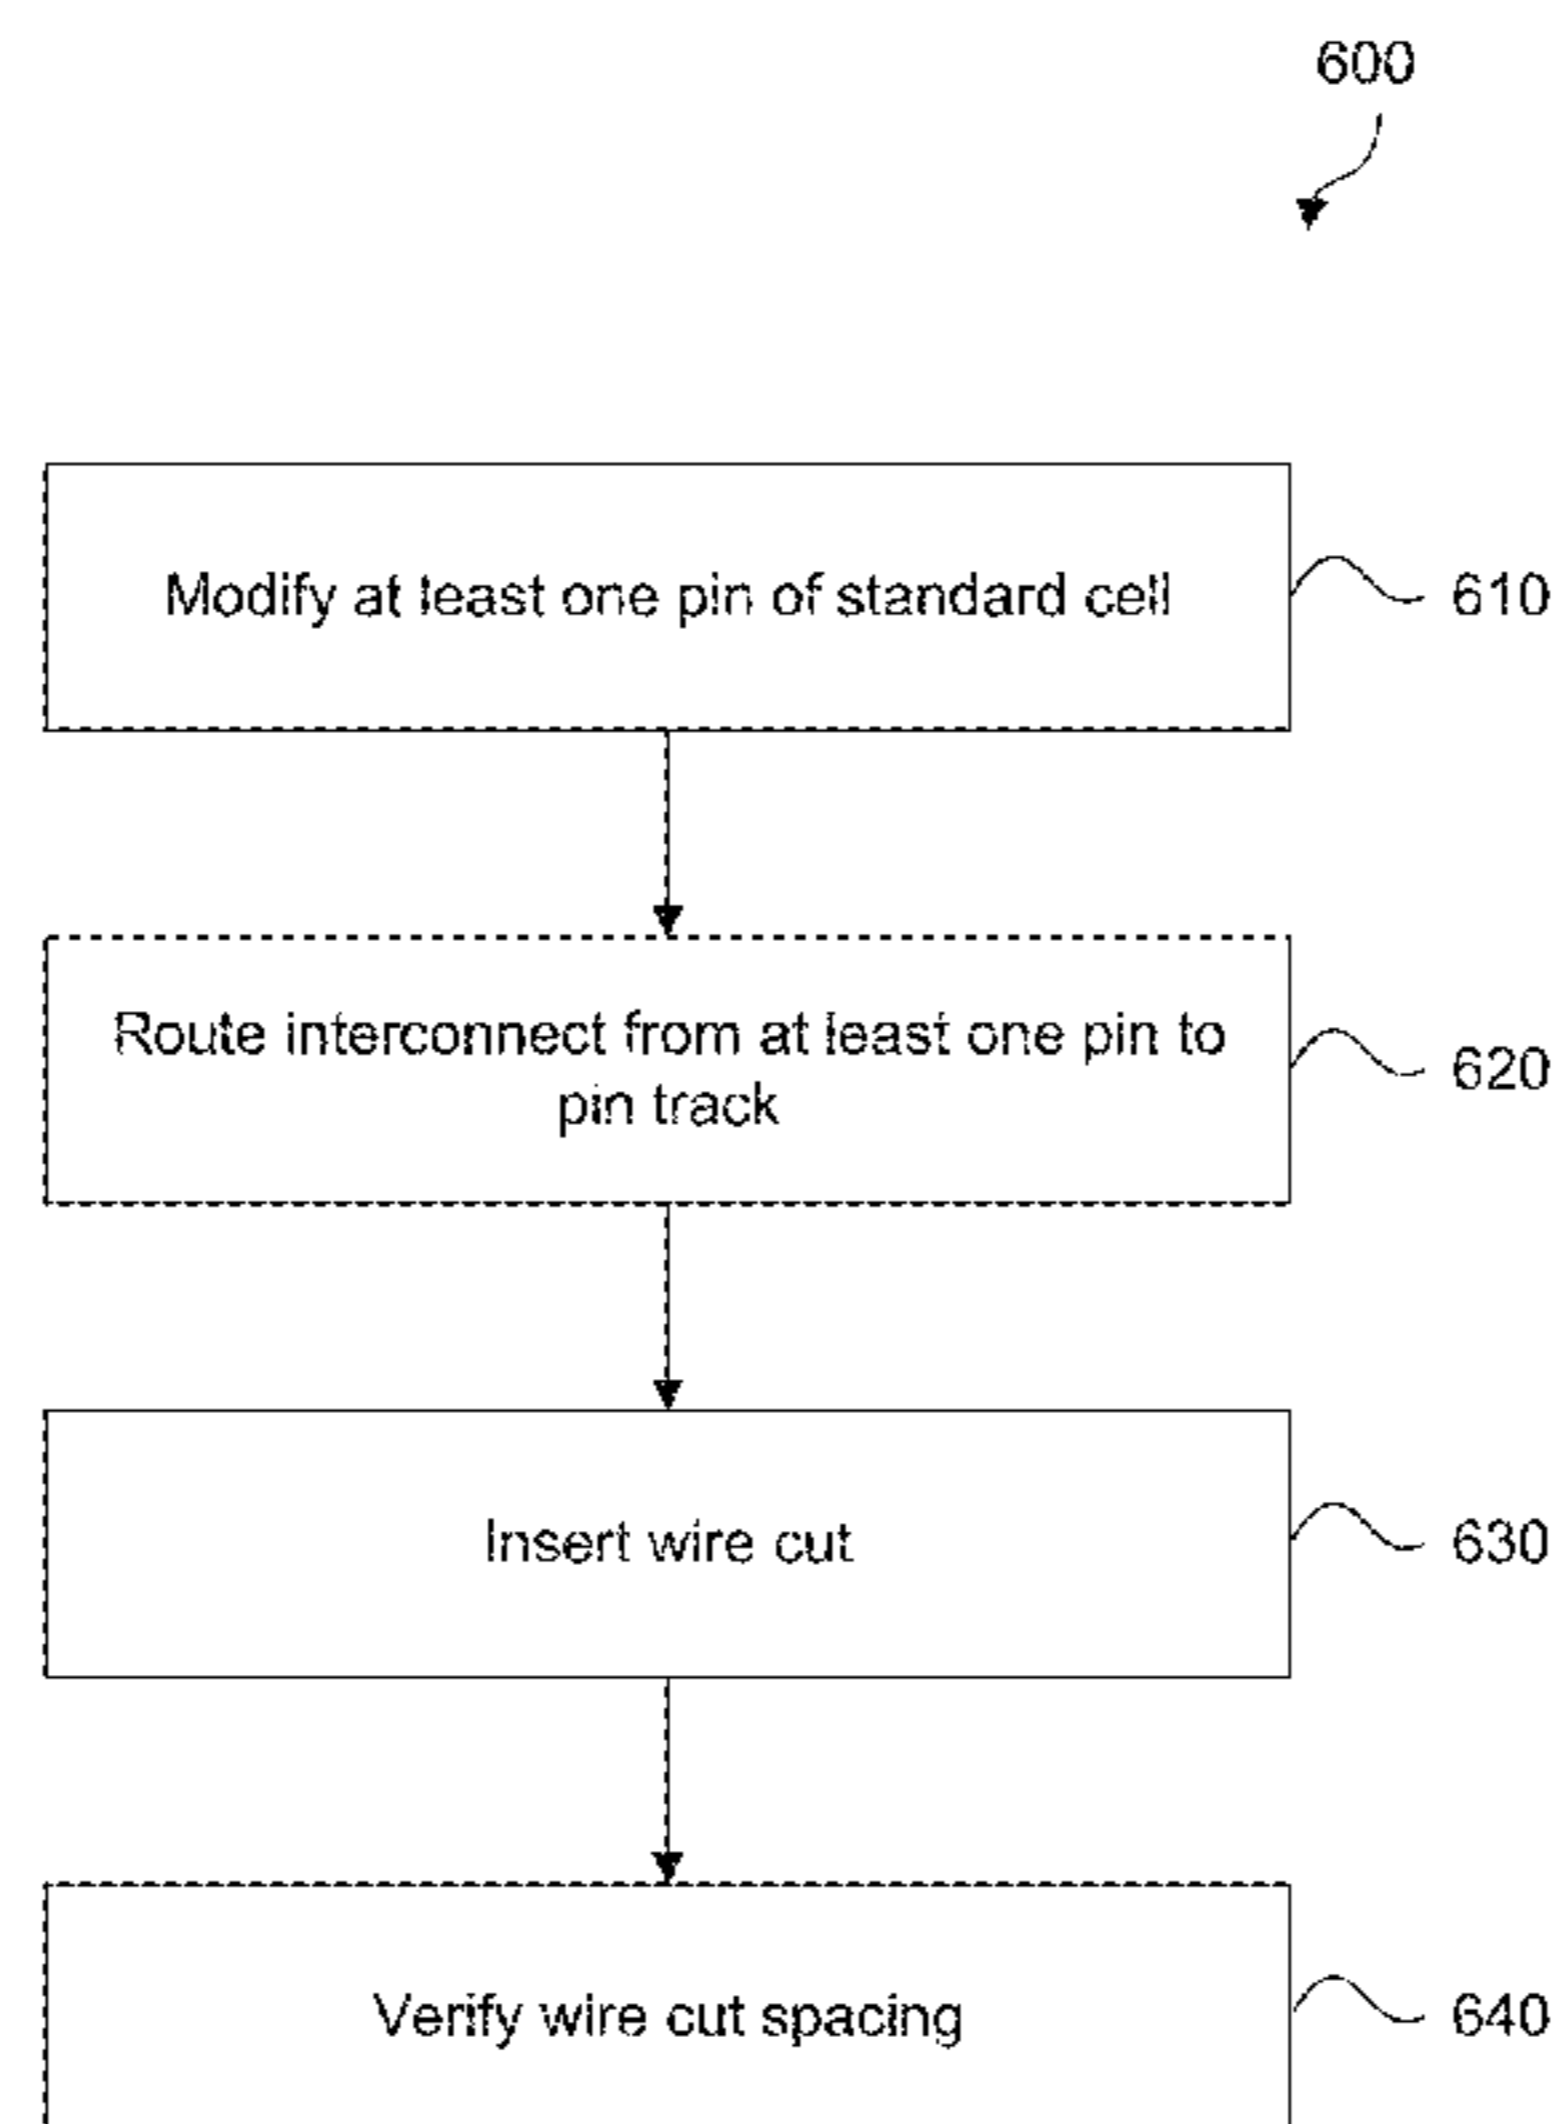 600
Modify at least one pin of standard cell
610
Route interconnect from at least one pin to
pin track
620
Insert wire cut
630
Verify wire cut spacing
640